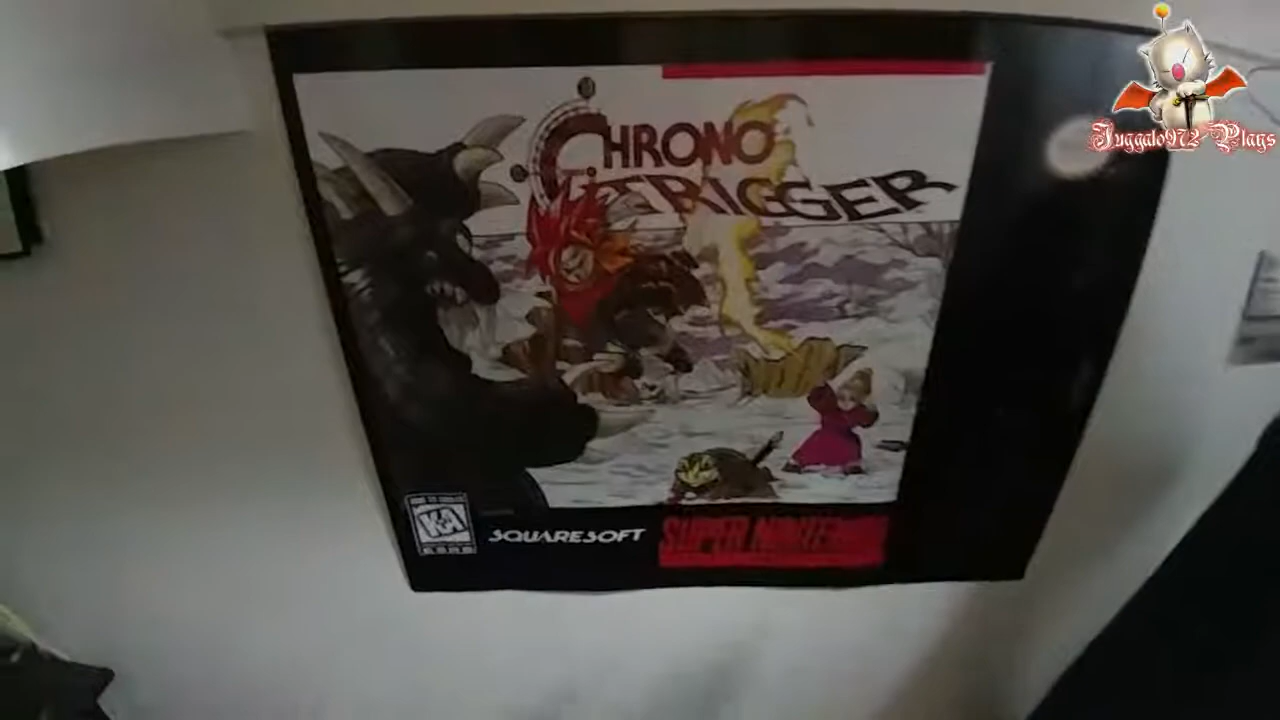 Juggalo972 Plays
CHRONO
TRIGGER
K-A
SQUARESOFT
SUPER NINTENDO